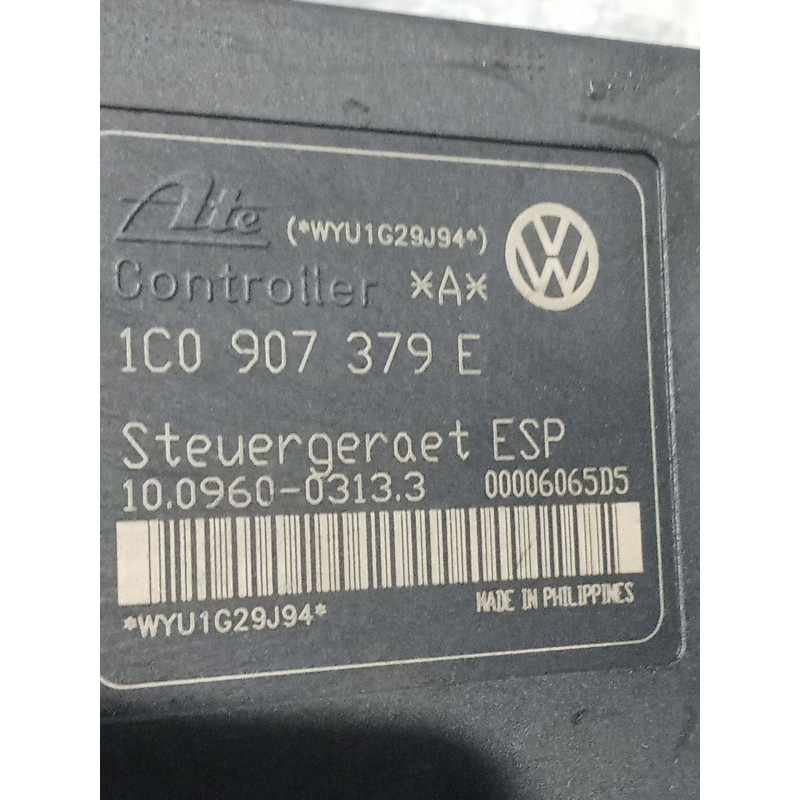 Ate (*WYU1G29J94*)
Controller *A*
1C0 907 379 E
Steuergeraet ESP
10.0960-0313.3 00006065D5
*WYU1G29J94* MADE IN PHILIPPINES